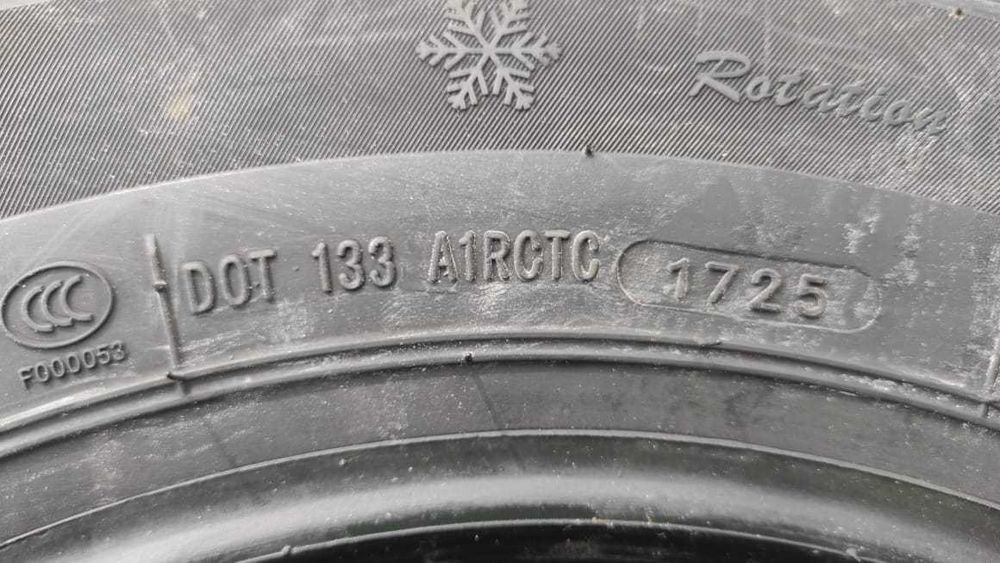 Rotation
DOT 133 A1RCTC 1725
CCC
F000053